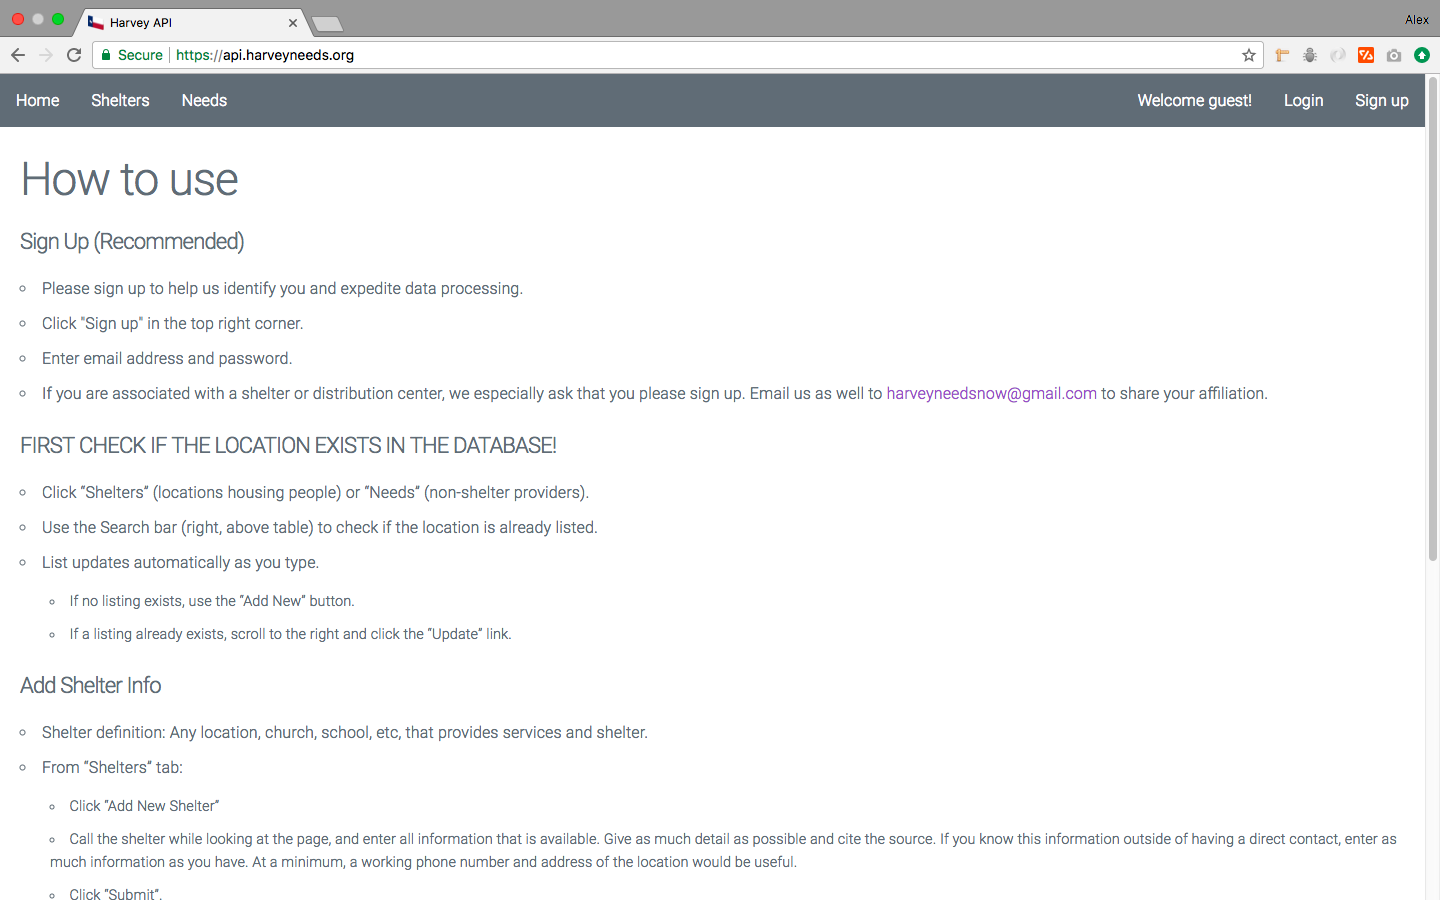 Harvey API
Alex
Secure https://api.harveyneeds.org
Home Shelters Needs Welcome guest! Login Sign up
How to use
Sign Up (Recommended)
Please sign up to help us identify you and expedite data processing.
Click "Sign up" in the top right corner.
Enter email address and password.
If you are associated with a shelter or distribution center, we especially ask that you please sign up. Email us as well to harveyneedsnow@gmail.com to share your affiliation.
FIRST CHECK IF THE LOCATION EXISTS IN THE DATABASE!
Click “Shelters” (locations housing people) or “Needs” (non-shelter providers).
Use the Search bar (right, above table) to check if the location is already listed.
List updates automatically as you type.
If no listing exists, use the “Add New” button.
If a listing already exists, scroll to the right and click the “Update” link.
Add Shelter Info
Shelter definition: Any location, church, school, etc, that provides services and shelter.
From “Shelters” tab:
Click “Add New Shelter”
Call the shelter while looking at the page, and enter all information that is available. Give as much detail as possible and cite the source. If you know this information outside of having a direct contact, enter as
much information as you have. At a minimum, a working phone number and address of the location would be useful.
Click “Submit”.